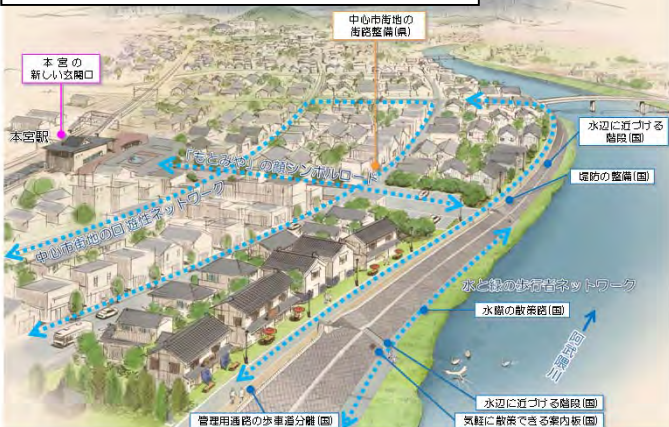 中心市街地の
街路整備(県)
本宮の
新しい玄関口
本宮駅
水辺に近づける
階段(国)
「もとみや」の顔シンボルロード
堤防の整備(国)
中心市街地の回遊性ネットワーク
水と緑の歩行者ネットワーク
水際の散策路(国)
阿武隈川
水辺に近づける階段(国)
管理用通路の歩車道分離(国)
気軽に散策できる案内板(国)